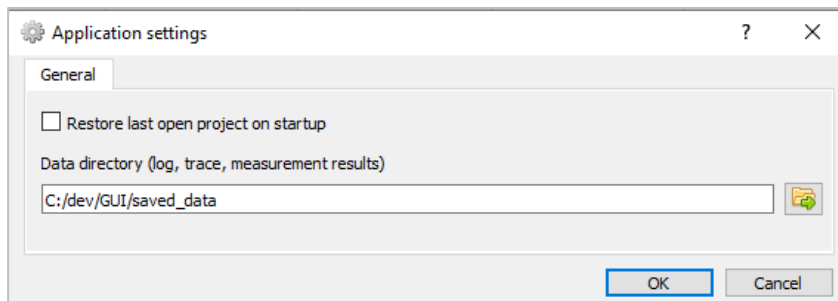 Application settings
General
Restore last open project on startup
Data directory (log, trace, measurement results)
C:/dev/GUI/saved_data
OK Cancel